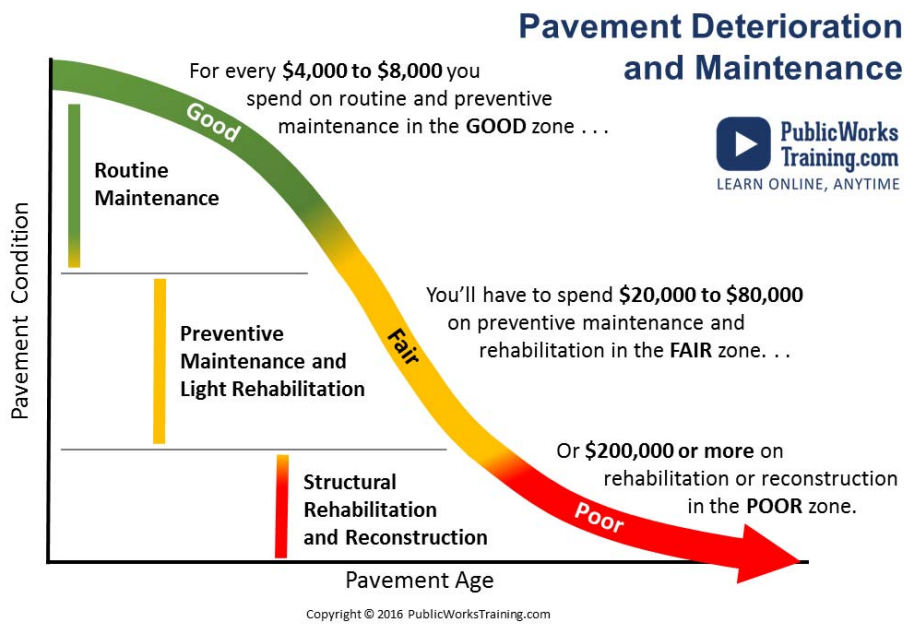 Pavement Deterioration
and Maintenance
PublicWorks
Training.com
LEARN ONLINE, ANYTIME
For every $4,000 to $8,000 you
spend on routine and preventive
maintenance in the GOOD zone . . .
Good
Routine
Maintenance
Pavement Condition
You’ll have to spend $20,000 to $80,000
on preventive maintenance and
rehabilitation in the FAIR zone. . .
Fair
Preventive
Maintenance and
Light Rehabilitation
Or $200,000 or more on
rehabilitation or reconstruction
in the POOR zone.
Poor
Structural
Rehabilitation
and Reconstruction
Pavement Age
Copyright © 2016 PublicWorksTraining.com